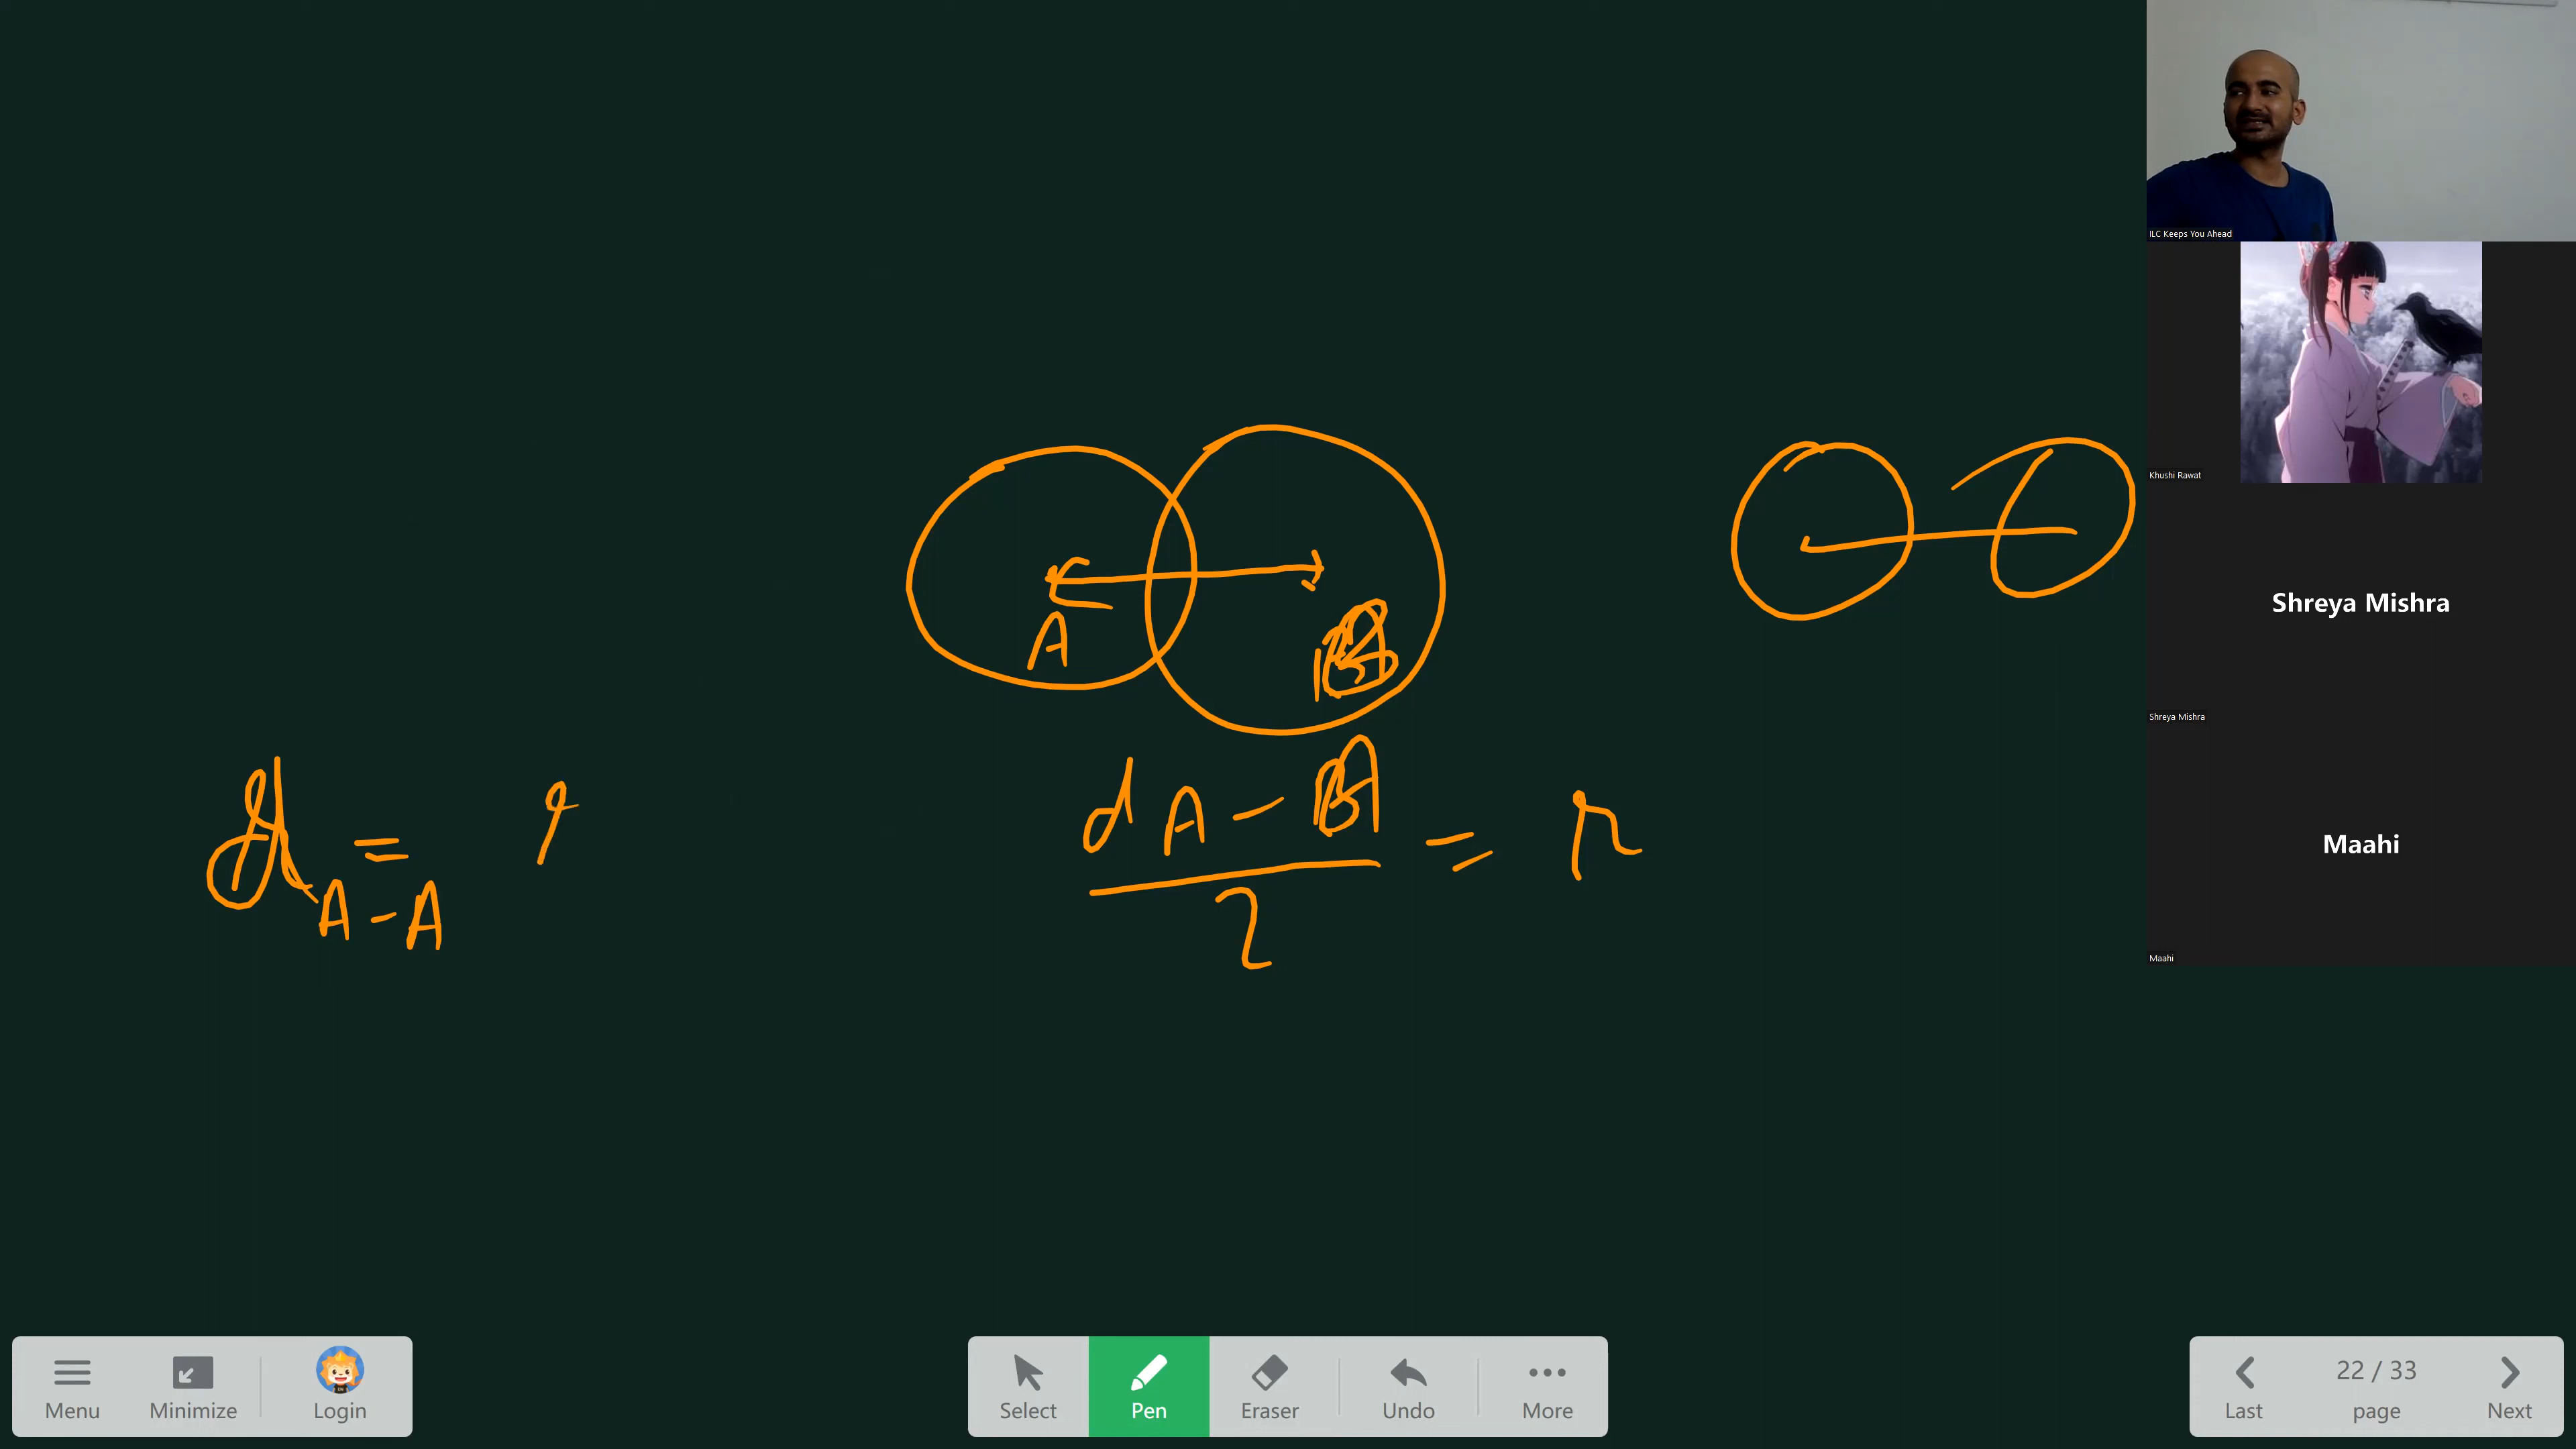 ILC Keeps You Ahead
Khushi Rawat
Shreya Mishra
Shreya Mishra
Maahi
Maahi
A
d A-A =
d A - A
2
= r
Menu
Minimize
Login
Select
Pen
Eraser
Undo
More
Last
22 / 33
page
Next